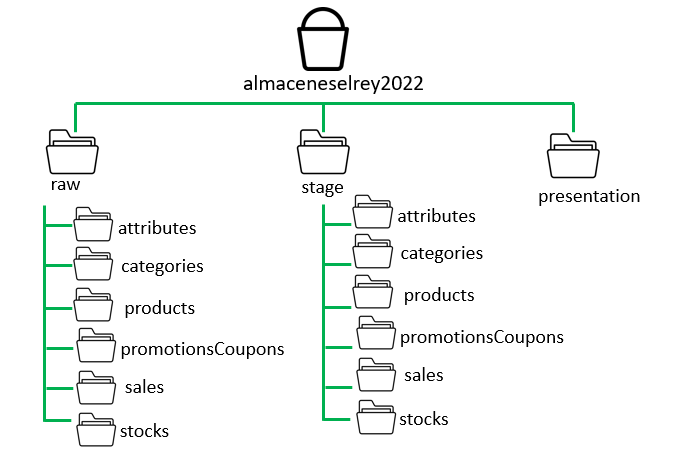 almaceneselrey2022
raw
stage
presentation
attributes
categories
products
promotionsCoupons
sales
stocks
attributes
categories
products
promotionsCoupons
sales
stocks